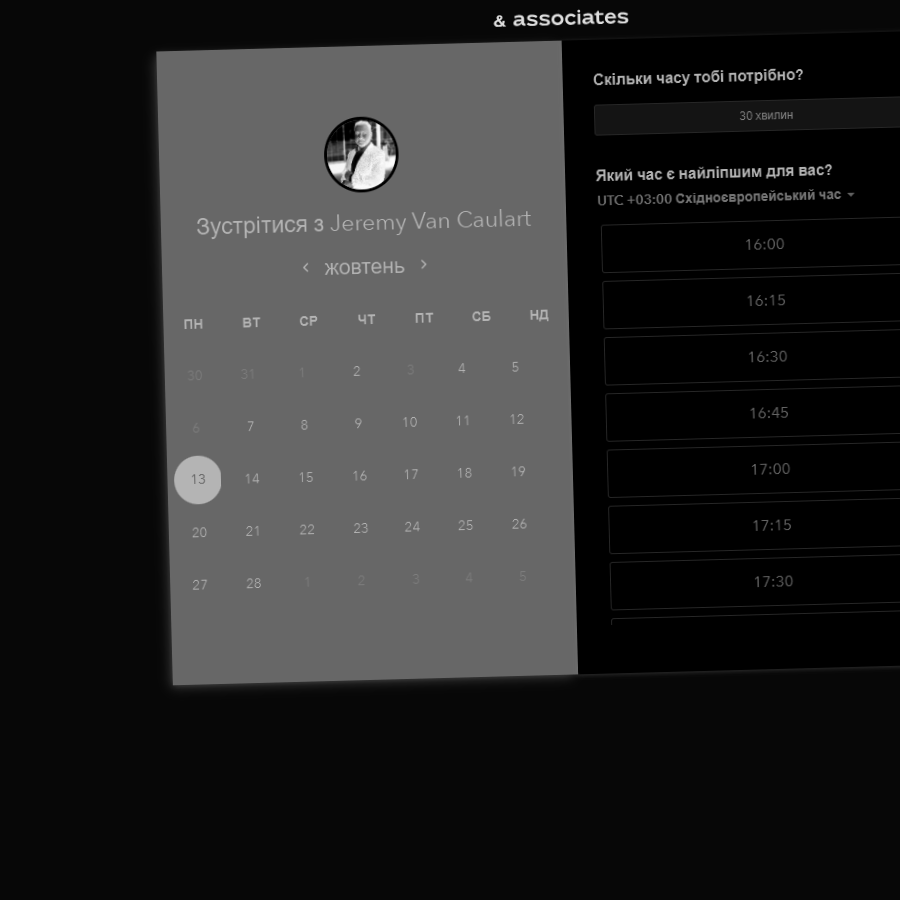 & associates
Зустрітися з Jeremy Van Caulart
жовтень
ПН ВТ СР ЧТ ПТ СБ НД
30 31 1 2 3 4 5
6 7 8 9 10 11 12
13 14 15 16 17 18 19
20 21 22 23 24 25 26
27 28 1 2 3 4 5
Скільки часу тобі потрібно?
30 хвилин
Який час є найліпшим для вас?
UTC +03:00 Східноєвропейський час
16:00
16:15
16:30
16:45
17:00
17:15
17:30